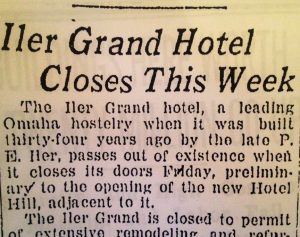 Iler Grand Hotel
Closes This Week
The Iler Grand hotel, a leading
Omaha hostelry when it was built
thirty-four years ago by the late P.
E. Iler, passes out of existence when
it closes its doors Friday, prelimin-
ary to the opening of the new Hotel
Hill, adjacent to it.
The Iler Grand is closed to permit
of extensive remodeling and refur-